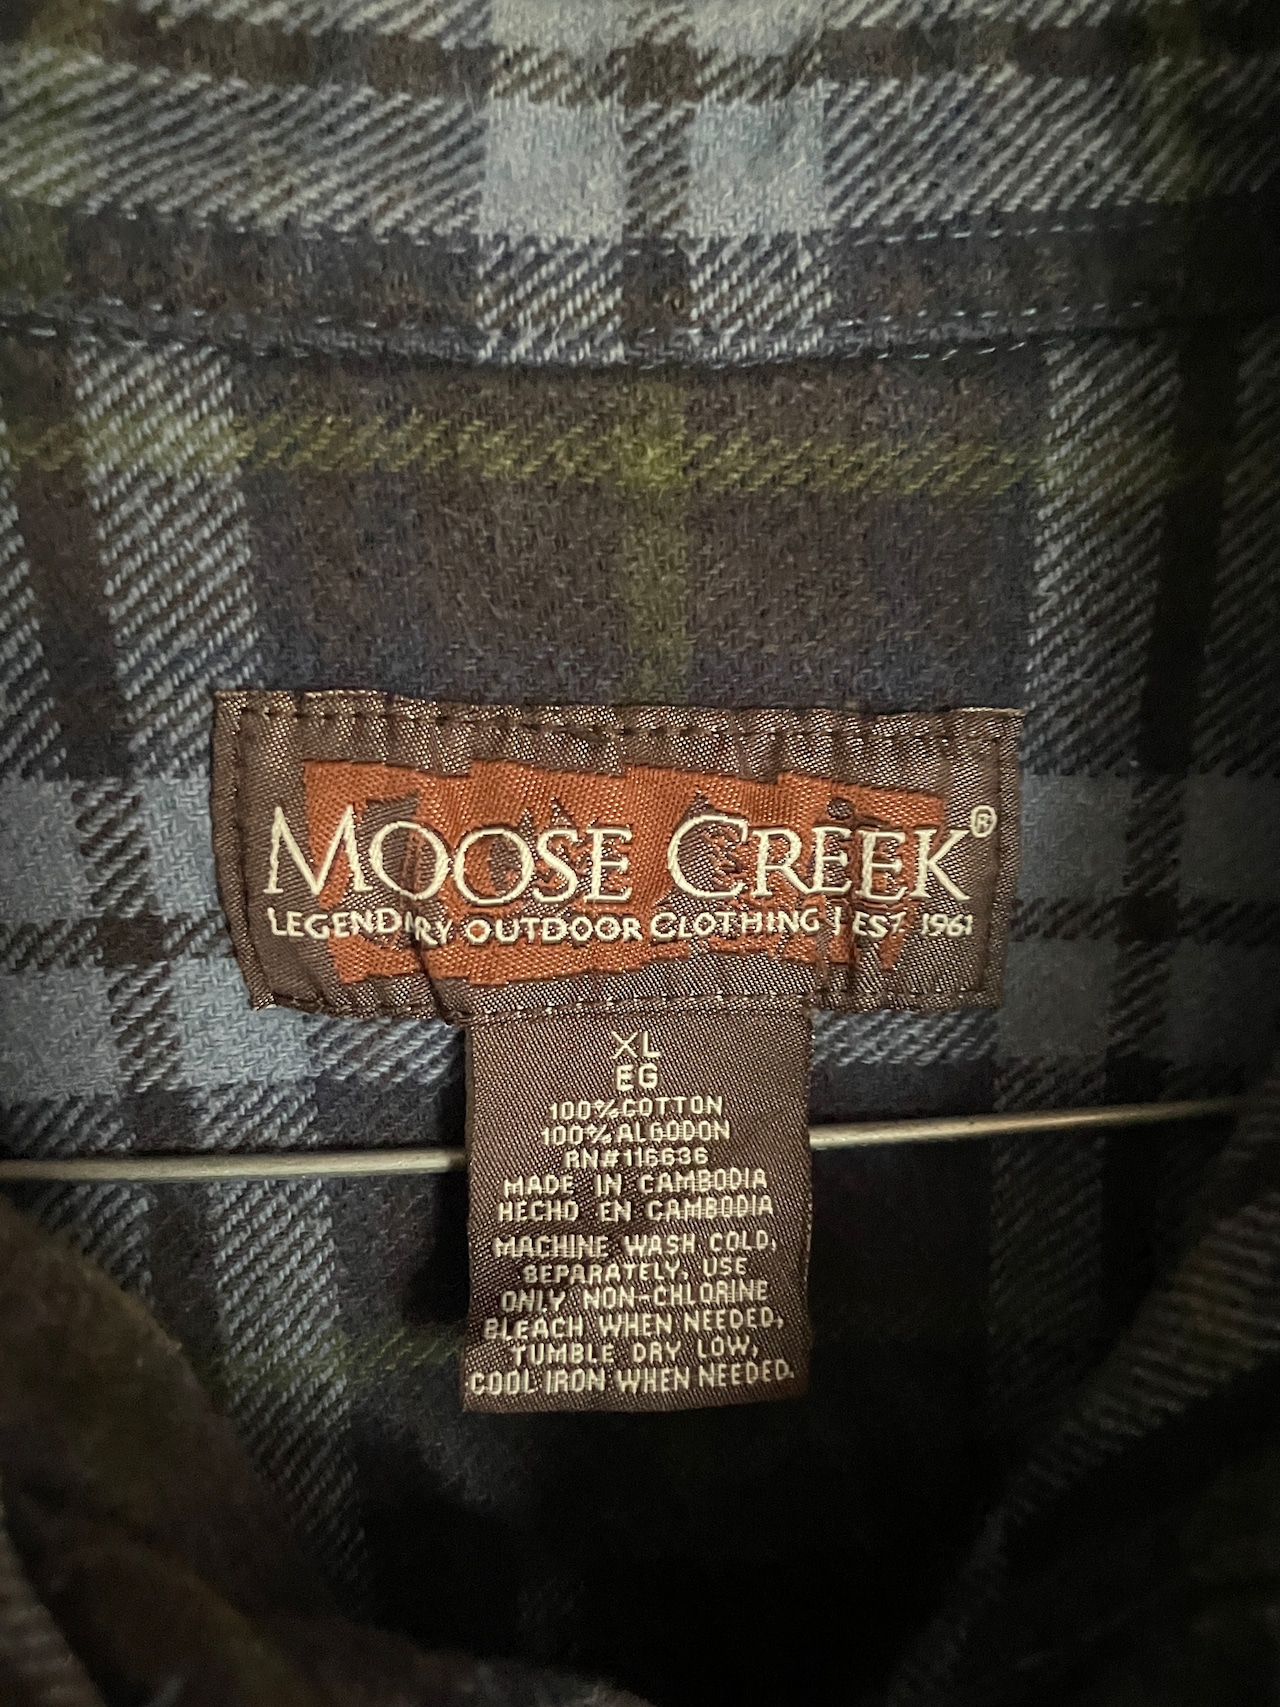 MOOSE CREEK®
LEGENDARY OUTDOOR CLOTHING | EST. 1961
XL
EG
100%COTTON
100%ALGODON
RN#116636
MADE IN CAMBODIA
HECHO EN CAMBODIA
MACHINE WASH COLD,
SEPARATELY, USE
ONLY NON-CHLORINE
BLEACH WHEN NEEDED,
TUMBLE DRY LOW,
COOL IRON WHEN NEEDED.